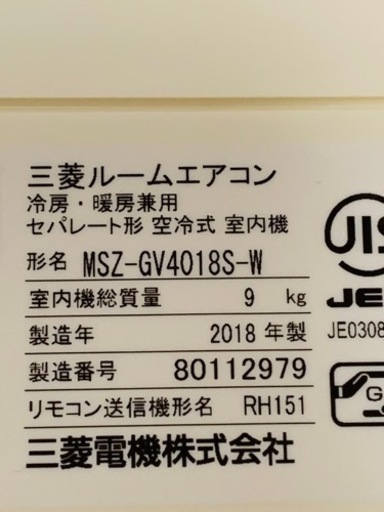 三菱ルームエアコン
冷房・暖房兼用
セパレート形 空冷式 室内機
形名 MSZ-GV4018S-W
室内機総質量 9 kg
製造年 2018 年製
製造番号 80112979
リモコン送信機形名 RH151
三菱電機株式会社
JIS
JE
JE0308
G